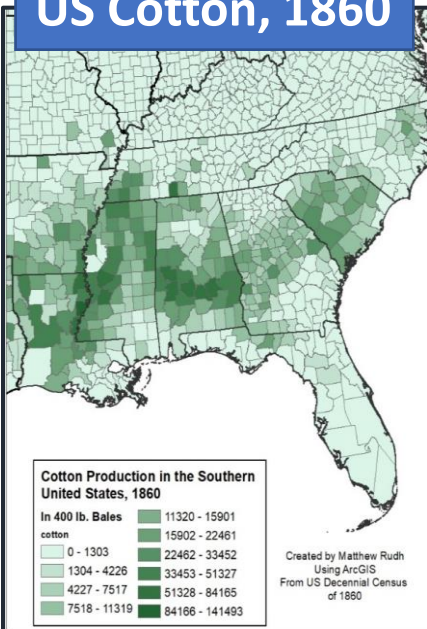 US Cotton, 1860
Cotton Production in the Southern
United States, 1860
In 400 lb. Bales
cotton
0 - 1303
1304 - 4226
4227 - 7517
7518 - 11319
11320 - 15901
15902 - 22461
22462 - 33452
33453 - 51327
51328 - 84165
84166 - 141493
Created by Matthew Rudh
Using ArcGIS
From US Decennial Census
of 1860